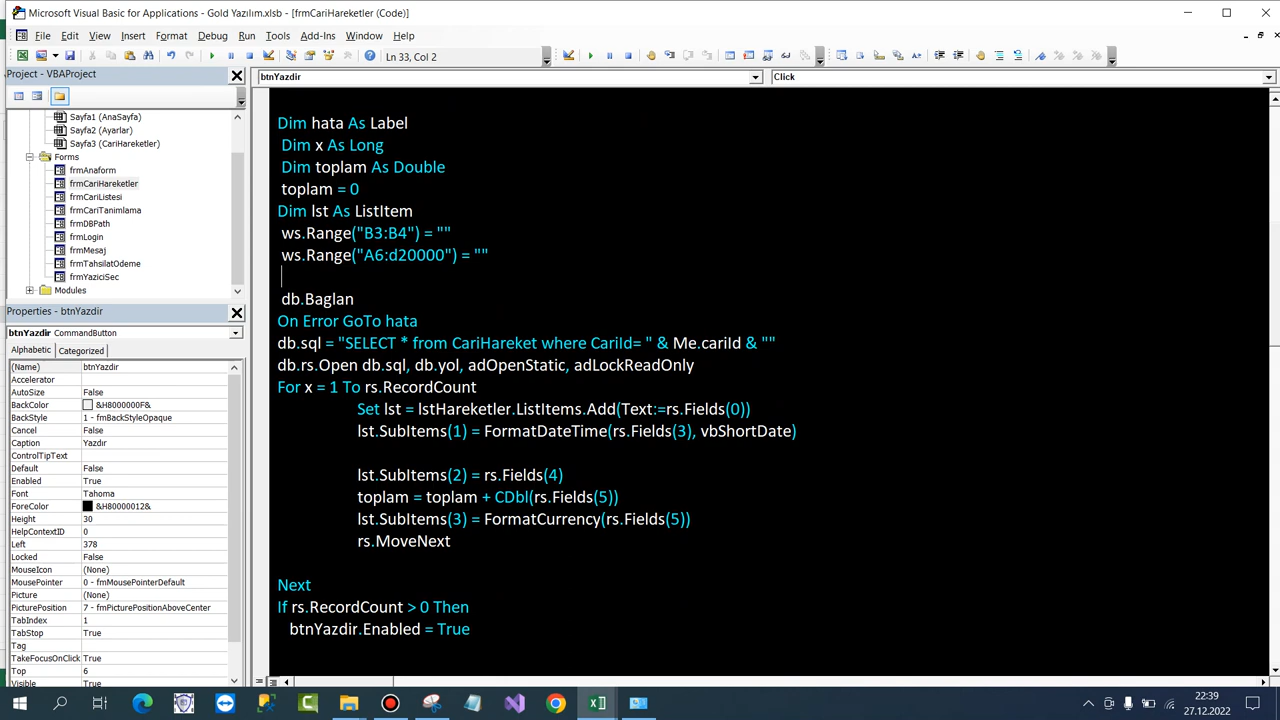 Microsoft Visual Basic for Applications - Gold Yazılım.xlsb - [frmCariHareketler (Code)]
File Edit View Insert Format Debug Run Tools Add-Ins Window Help
Ln 33, Col 2
Project - VBAProject
Sayfa1 (AnaSayfa)
Sayfa2 (Ayarlar)
Sayfa3 (CariHareketler)
Forms
frmAnaform
frmCariHareketler
frmCariListesi
frmCariTanimlama
frmDBPath
frmLogin
frmMesaj
frmTahsilatOdeme
frmYaziciSec
Modules
Properties - btnYazdir
btnYazdir CommandButton
Alphabetic Categorized
(Name) btnYazdir
Accelerator
AutoSize False
BackColor &H8000000F&
BackStyle 1 - fmBackStyleOpaque
Cancel False
Caption Yazdır
ControlTipText
Default False
Enabled True
Font Tahoma
ForeColor &H80000012&
Height 30
HelpContextID 0
Left 378
Locked False
MouseIcon (None)
MousePointer 0 - fmMousePointerDefault
Picture (None)
PicturePosition 7 - fmPicturePositionAboveCenter
TabIndex 1
TabStop True
Tag
TakeFocusOnClick True
Top 6
Visible True
btnYazdir Click
Dim hata As Label
Dim x As Long
Dim toplam As Double
toplam = 0
Dim lst As ListItem
ws.Range("B3:B4") = ""
ws.Range("A6:d20000") = ""
db.Baglan
On Error GoTo hata
db.sql = "SELECT * from CariHareket where CariId= " & Me.cariId & ""
db.rs.Open db.sql, db.yol, adOpenStatic, adLockReadOnly
For x = 1 To rs.RecordCount
Set lst = lstHareketler.ListItems.Add(Text:=rs.Fields(0))
lst.SubItems(1) = FormatDateTime(rs.Fields(3), vbShortDate)
lst.SubItems(2) = rs.Fields(4)
toplam = toplam + CDbl(rs.Fields(5))
lst.SubItems(3) = FormatCurrency(rs.Fields(5))
rs.MoveNext
Next
If rs.RecordCount > 0 Then
btnYazdir.Enabled = True
22:39
27.12.2022